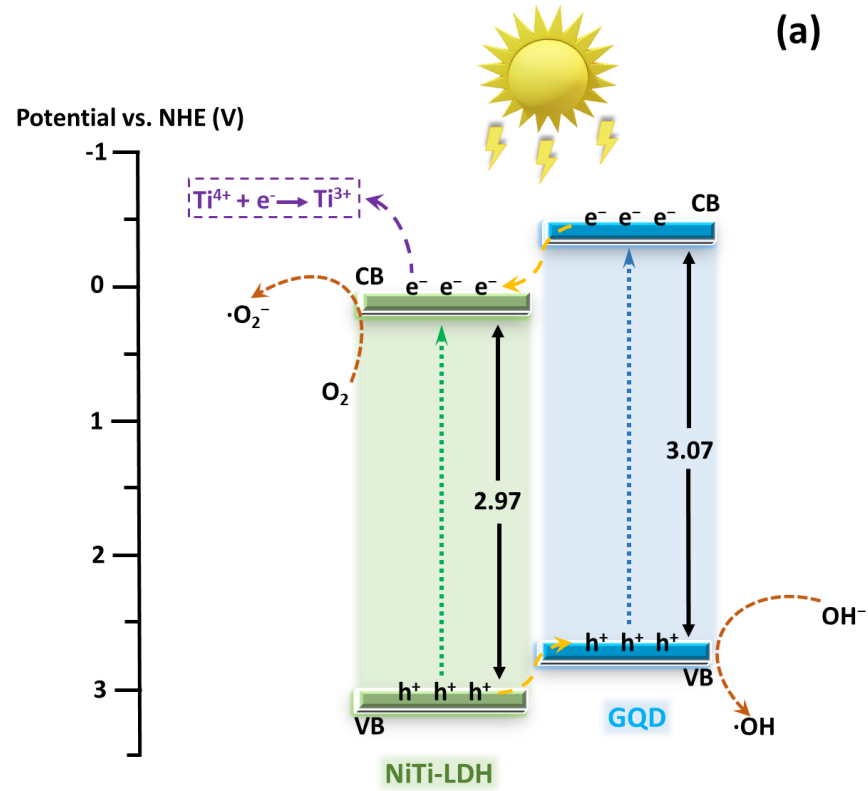 (a)
Potential vs. NHE (V)
-1
0
1
2
3
Ti⁴⁺ + e⁻ → Ti³⁺
·O₂⁻
O₂
CB
e⁻ e⁻ e⁻
2.97
h⁺ h⁺ h⁺
VB
NiTi-LDH
CB
e⁻ e⁻ e⁻
3.07
h⁺ h⁺ h⁺
VB
GQD
OH⁻
·OH